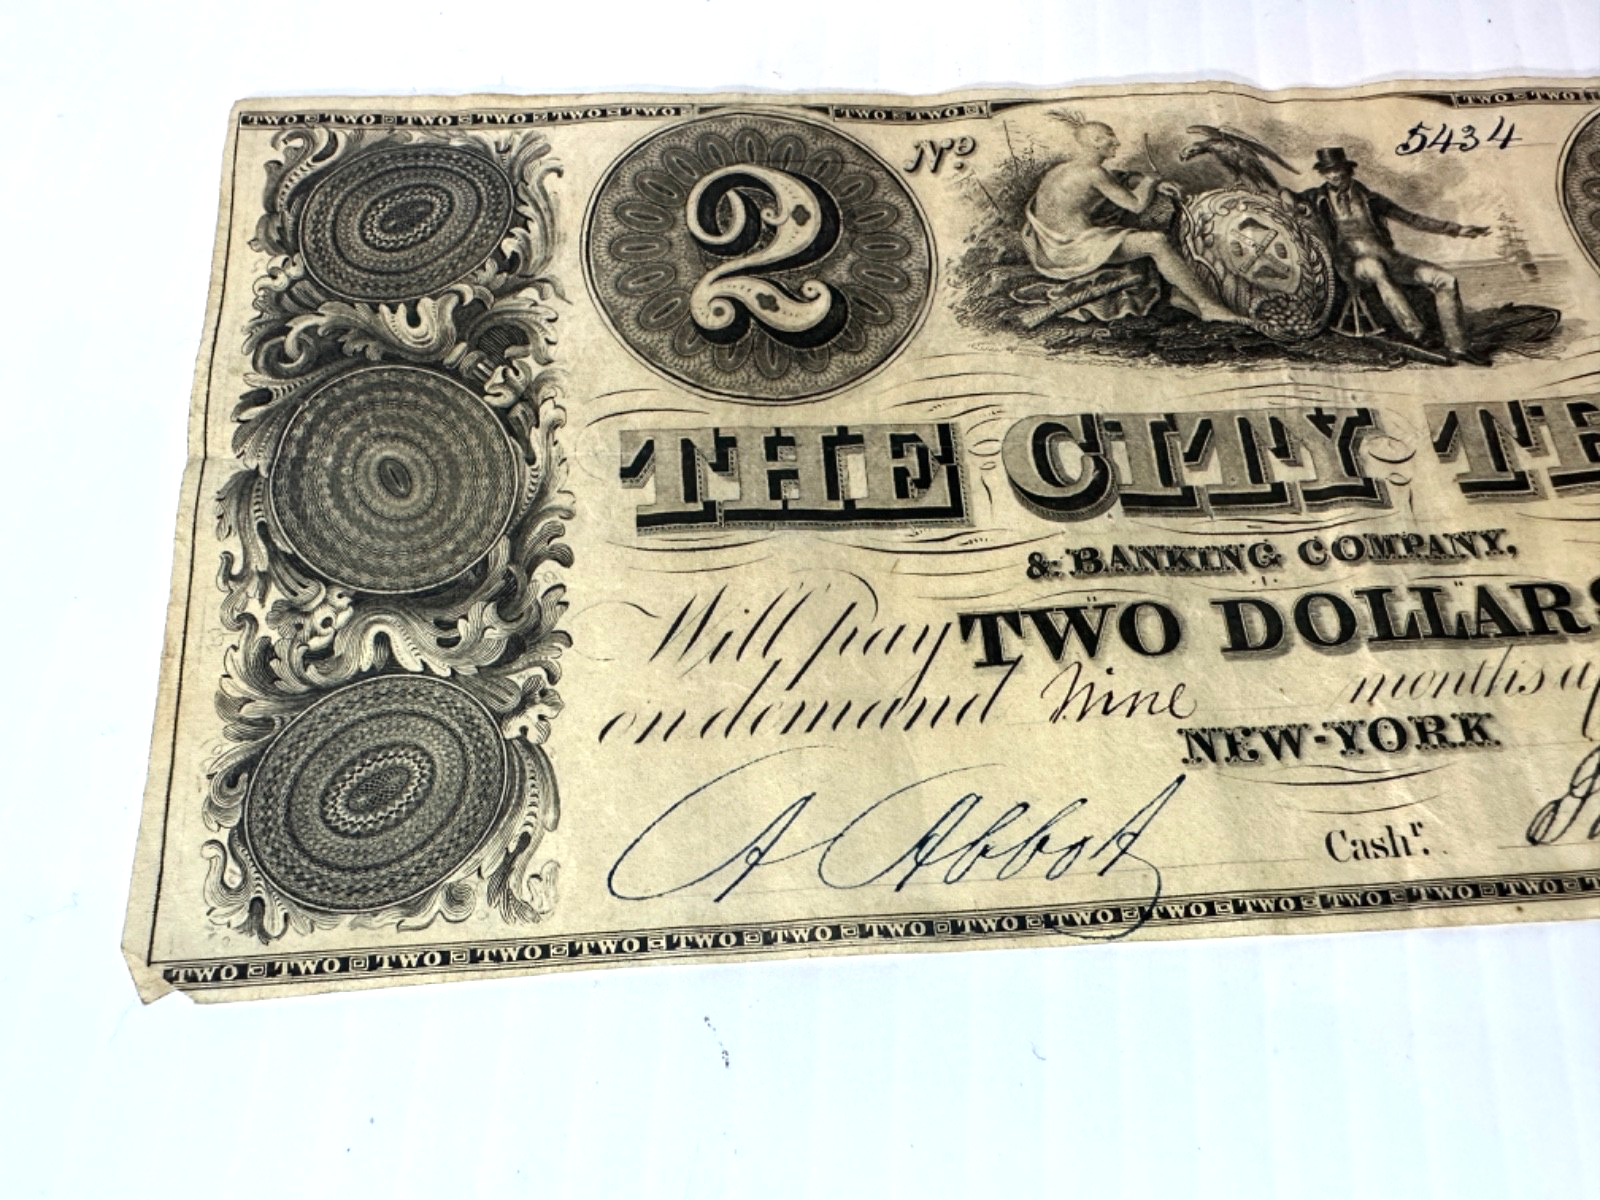 TWO TWO TWO TWO TWO TWO TWO TWO TWO
2 No. 5434
THE CITY
& BANKING COMPANY,
Will pay TWO DOLLARS
on demand Nine months
NEW-YORK
A Abbot Cashr.
TWO TWO TWO TWO TWO TWO TWO TWO TWO TWO TWO TWO TWO TWO